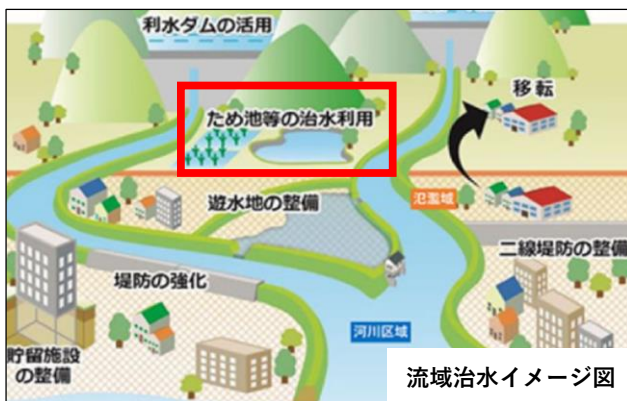 利水ダムの活用
ため池等の治水利用
移転
遊水地の整備
氾濫域
二線堤防の整備
堤防の強化
河川区域
貯留施設
の整備
流域治水イメージ図